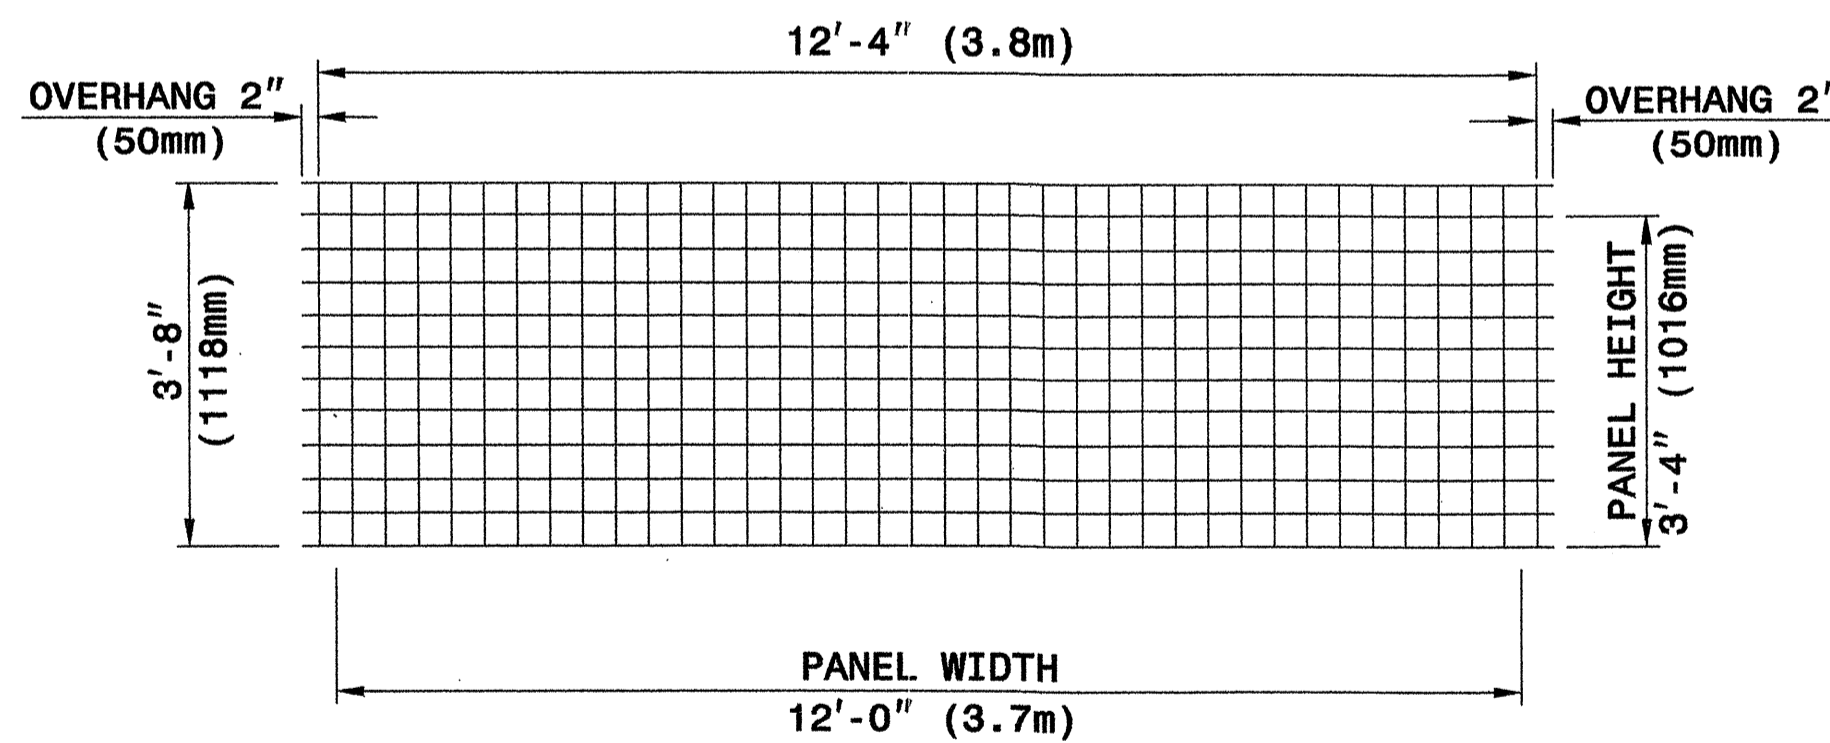 12'-4" (3.8m)
OVERHANG 2"
(50mm)
OVERHANG 2'
(50mm)
3'-8"
(1118mm)
PANEL HEIGHT
3'-4" (1016mm)
PANEL WIDTH
12'-0" (3.7m)